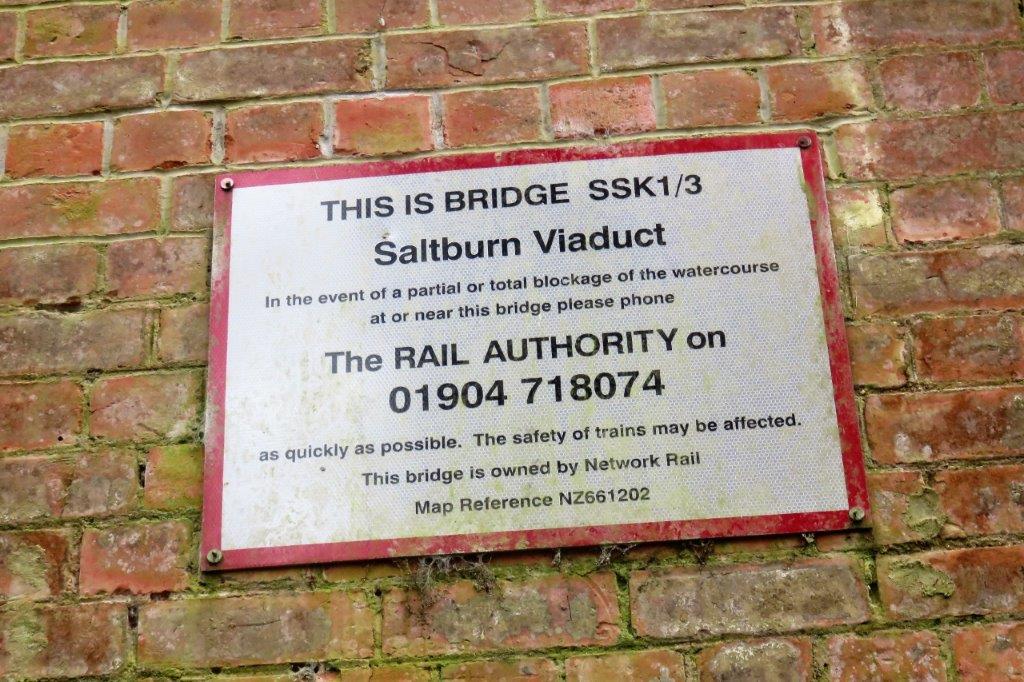 THIS IS BRIDGE SSK1/3
Saltburn Viaduct
In the event of a partial or total blockage of the watercourse
at or near this bridge please phone
The RAIL AUTHORITY on
01904 718074
as quickly as possible. The safety of trains may be affected.
This bridge is owned by Network Rail
Map Reference NZ661202